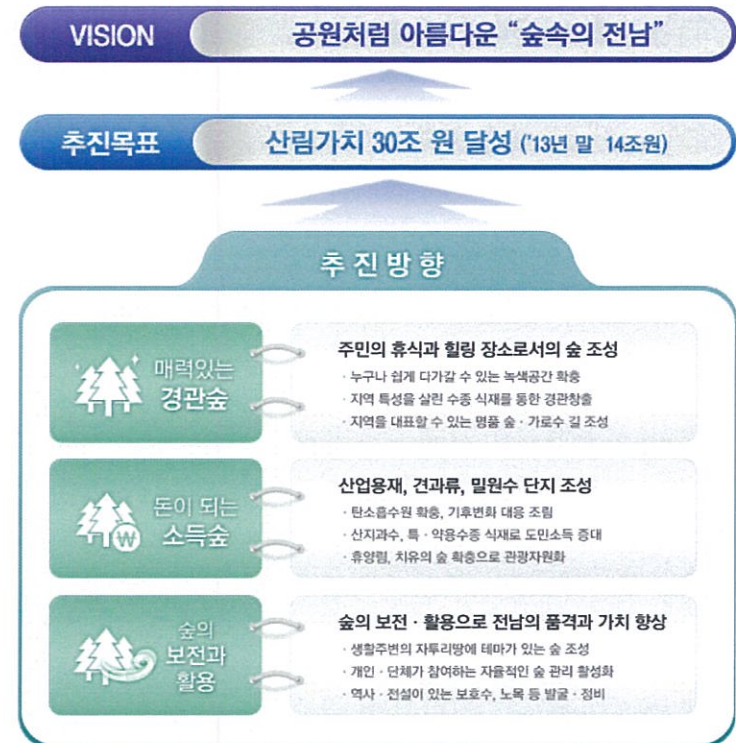 VISION 공원처럼 아름다운 “숲속의 전남”
추진목표 산림가치 30조 원 달성 ('13년 말 14조원)
추진방향
매력있는
경관숲
주민의 휴식과 힐링 장소로서의 숲 조성
· 누구나 쉽게 다가갈 수 있는 녹색공간 확충
· 지역 특성을 살린 수종 식재를 통한 경관창출
· 지역을 대표할 수 있는 명품 숲 · 가로수 길 조성
돈이 되는
소득숲
산업용재, 견과류, 밀원수 단지 조성
· 탄소흡수원 확충, 기후변화 대응 조림
· 산지과수, 특 · 약용수종 식재로 도민소득 증대
· 휴양림, 치유의 숲 확충으로 관광자원화
숲의
보전과
활용
숲의 보전 · 활용으로 전남의 품격과 가치 향상
· 생활주변의 자투리땅에 테마가 있는 숲 조성
· 개인 · 단체가 참여하는 자율적인 숲 관리 활성화
· 역사 · 전설이 있는 보호수, 노목 등 발굴 · 정비